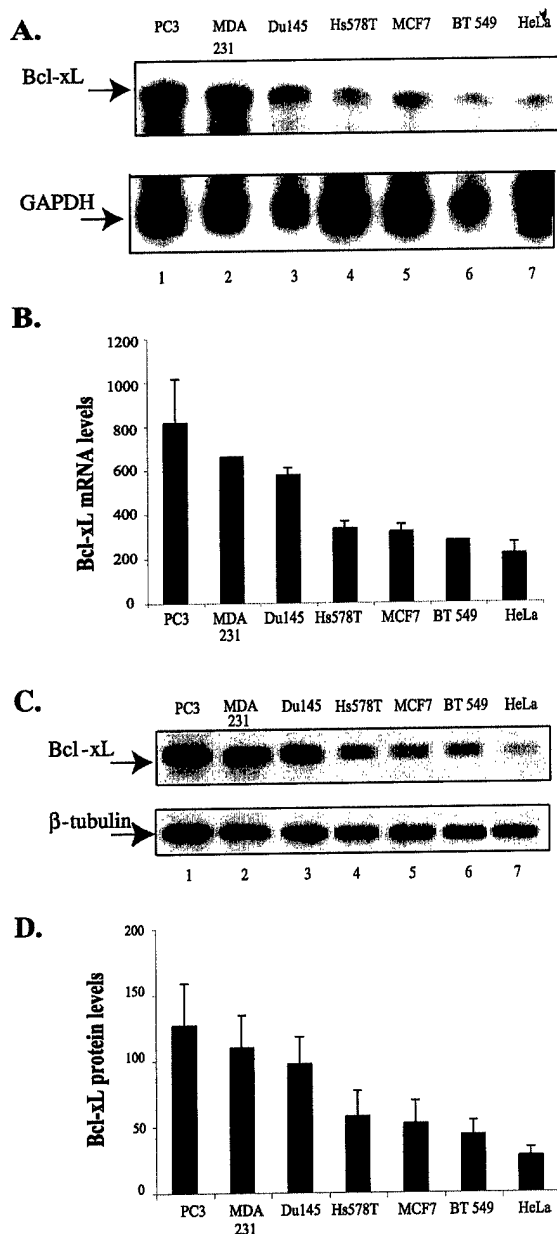 A.
PC3 MDA 231 Du145 Hs578T MCF7 BT 549 HeLa
Bcl-xL
GAPDH
1 2 3 4 5 6 7
B.
Bcl-xL mRNA levels
1200
1000
800
600
400
200
0
PC3 MDA 231 Du145 Hs578T MCF7 BT 549 HeLa
C.
PC3 MDA 231 Du145 Hs578T MCF7 BT 549 HeLa
Bcl-xL
β-tubulin
1 2 3 4 5 6 7
D.
Bcl-xL protein levels
200
150
100
50
0
PC3 MDA 231 Du145 Hs578T MCF7 BT 549 HeLa